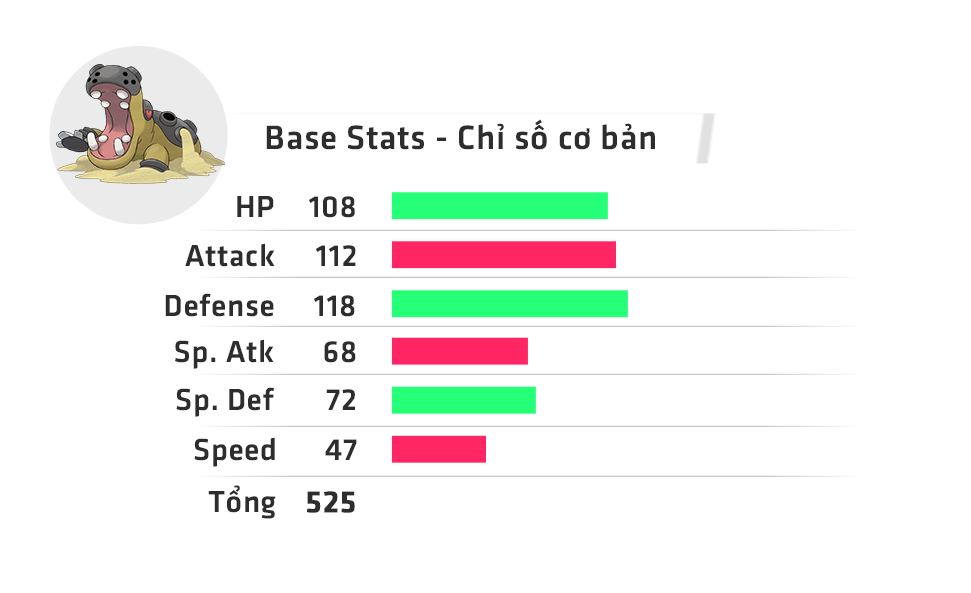 Base Stats - Chỉ số cơ bản
HP 108
Attack 112
Defense 118
Sp. Atk 68
Sp. Def 72
Speed 47
Tổng 525